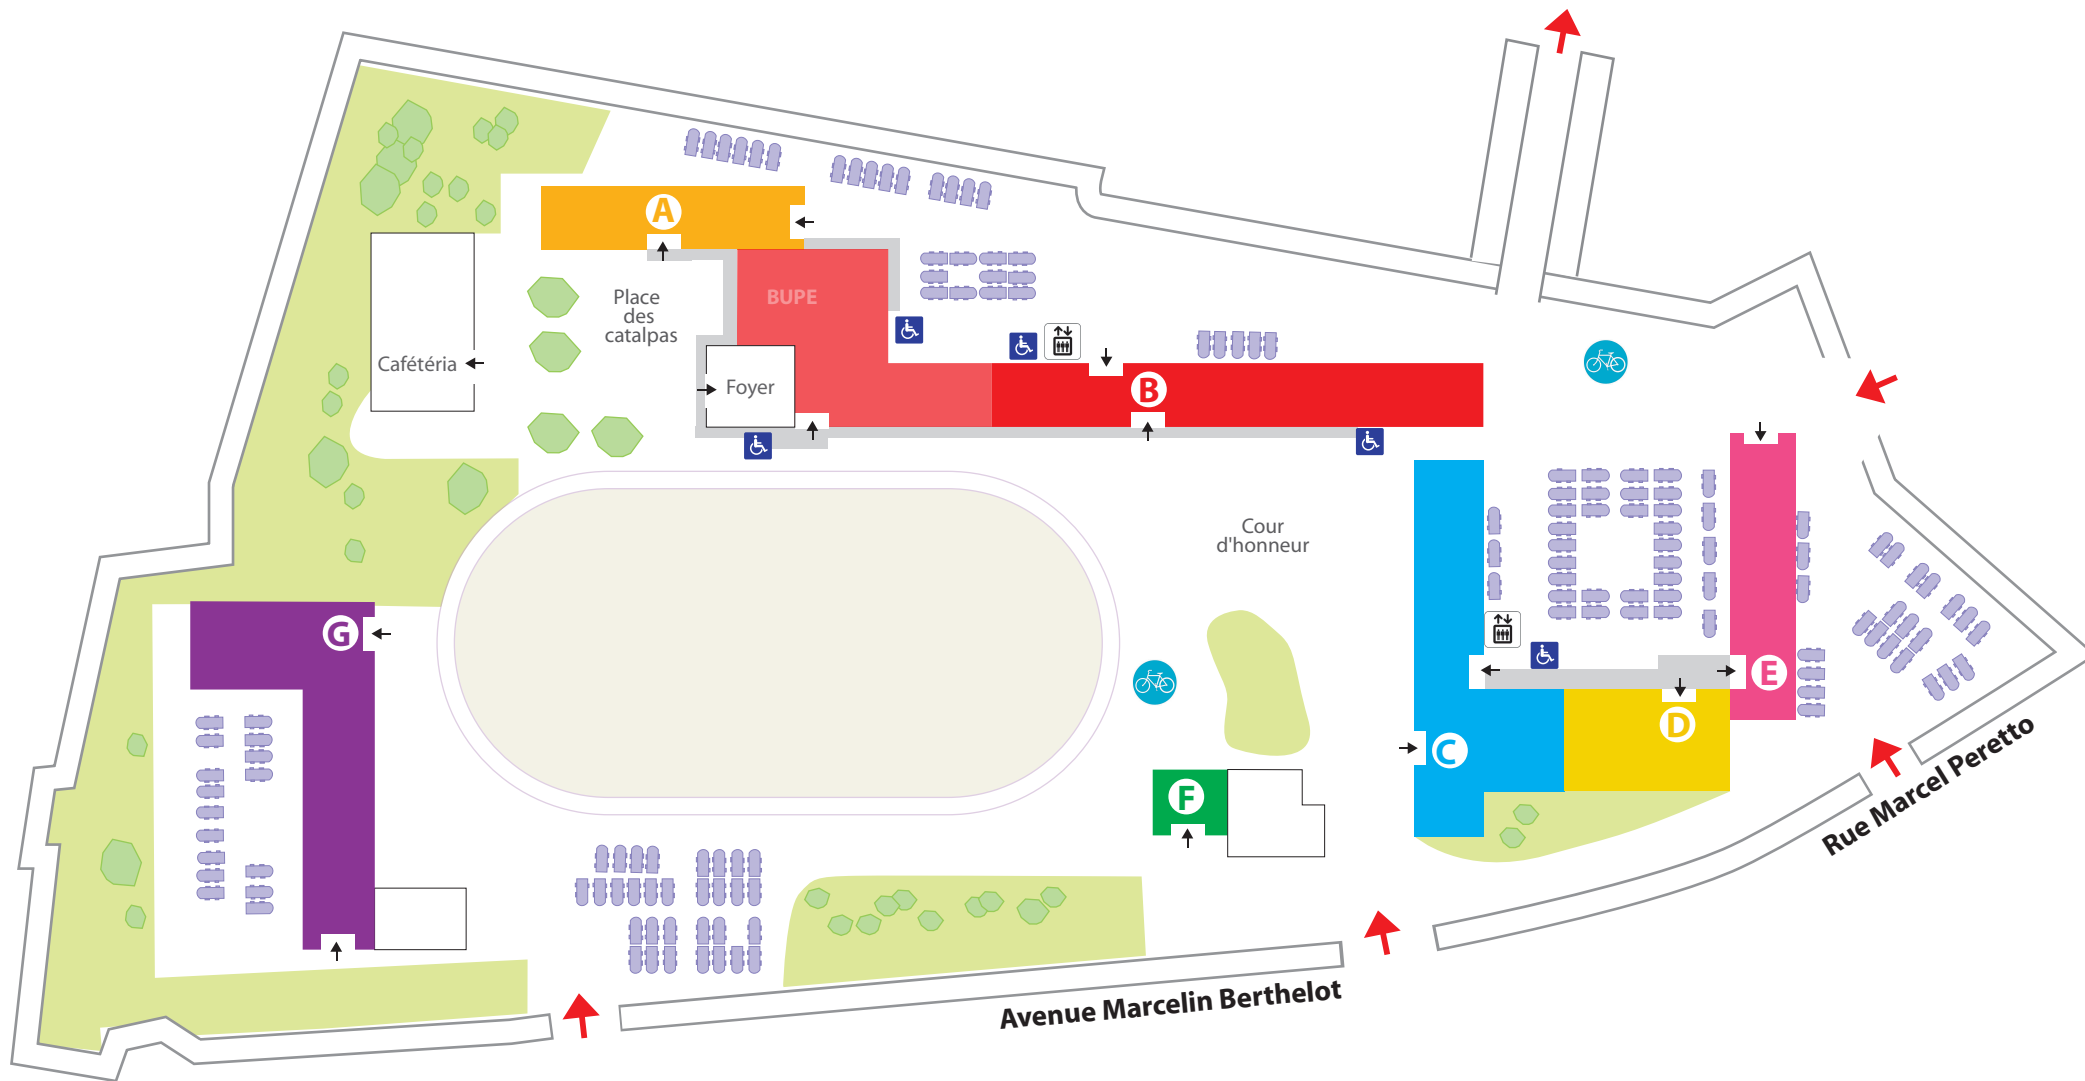 A
BUPE
Place
des
catalpas
Cafétéria
Foyer
B
Cour
d'honneur
G
E
D
C
F
Rue Marcel Peretto
Avenue Marcelin Berthelot